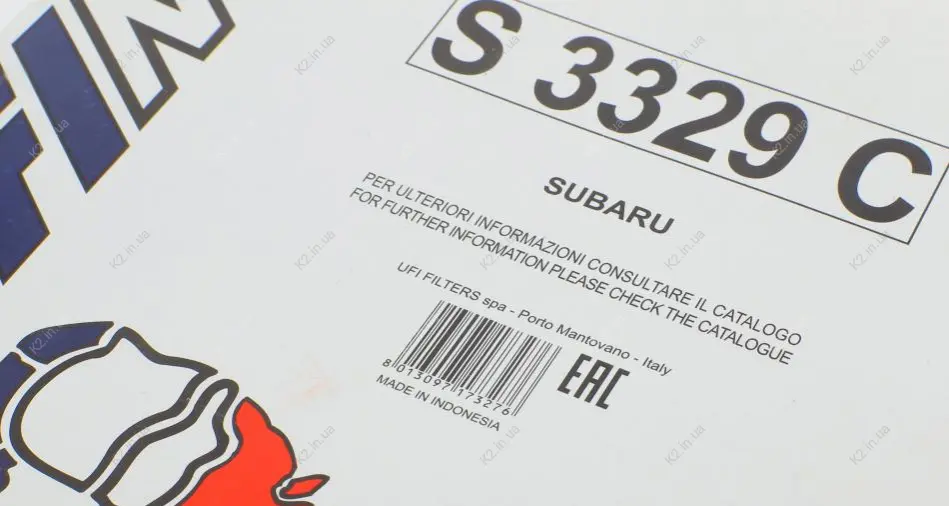 FIN
S 3329 C
SUBARU
PER ULTERIORI INFORMAZIONI CONSULTARE IL CATALOGO
FOR FURTHER INFORMATION PLEASE CHECK THE CATALOGUE
UFI FILTERS spa - Porto Mantovano - Italy
8 013097 173276
EAC
MADE IN INDONESIA
K2.in.ua